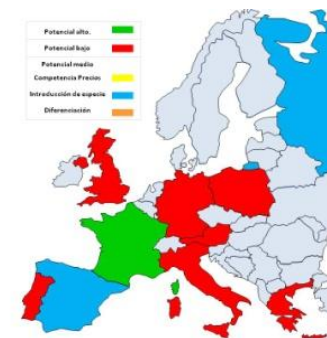 Potencial alto.
Potencial bajo
Potencial medio
Competencia Precios
Introducción de especie
Diferenciación